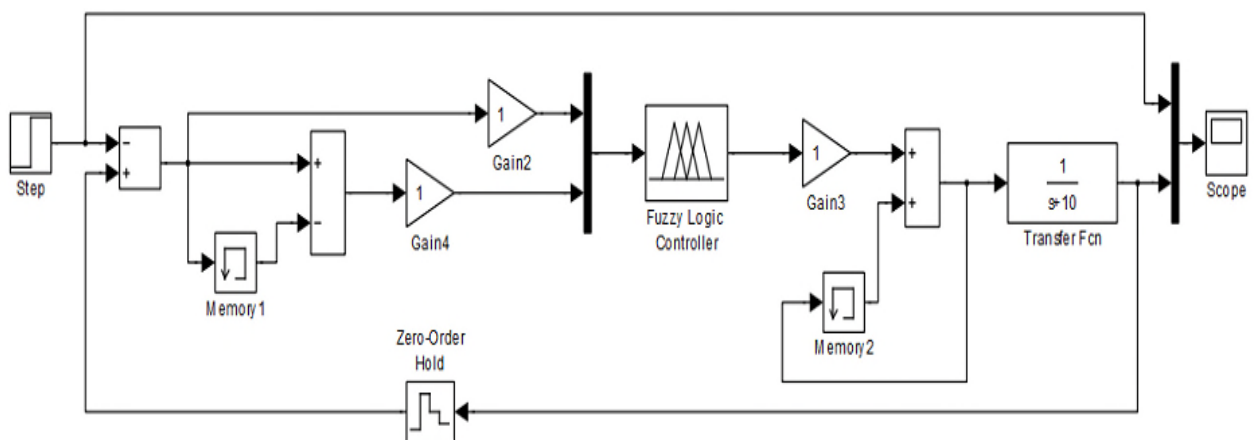 Step
−
+
+
−
Memory1
1
Gain2
1
Gain4
Fuzzy Logic
Controller
1
Gain3
+
+
Memory2
1
s+10
Transfer Fcn
Scope
Zero-Order
Hold